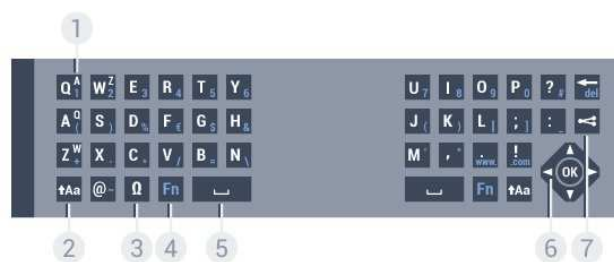 1
Q A 1 W Z 2 E 3 R 4 T 5 Y 6 U 7 I 8 O 9 P 0 ? # del
A Q ( S ) D % F € G $ H & J ( K ) L | ; ] : _
Z W + X - C * V / B = N \ M , . www. ! .com
Aa @ ~ Ω Fn Fn Aa OK
2 3 4 5 6 7